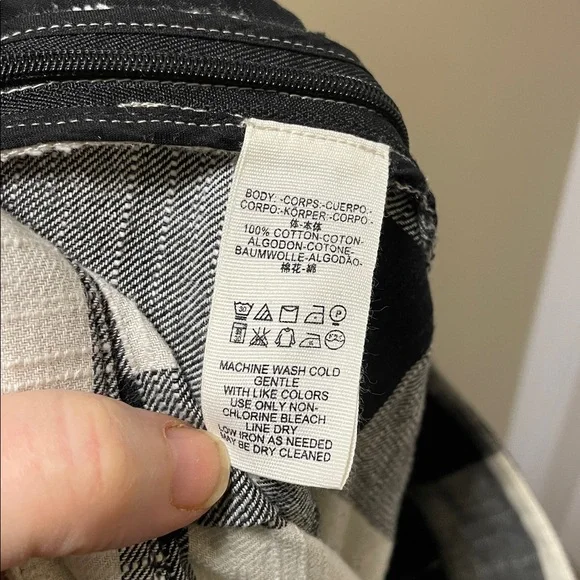 BODY:-CORPS:-CUERPO:-
CORPO:-KÖRPER:-CORPO:-
体-本体
100% COTTON-COTON-
ALGODON-COTONE-
BAUMWOLLE-ALGODÃO-
棉花-綿
30
MACHINE WASH COLD
GENTLE
WITH LIKE COLORS
USE ONLY NON-
CHLORINE BLEACH
LINE DRY
LOW IRON AS NEEDED
MAY BE DRY CLEANED